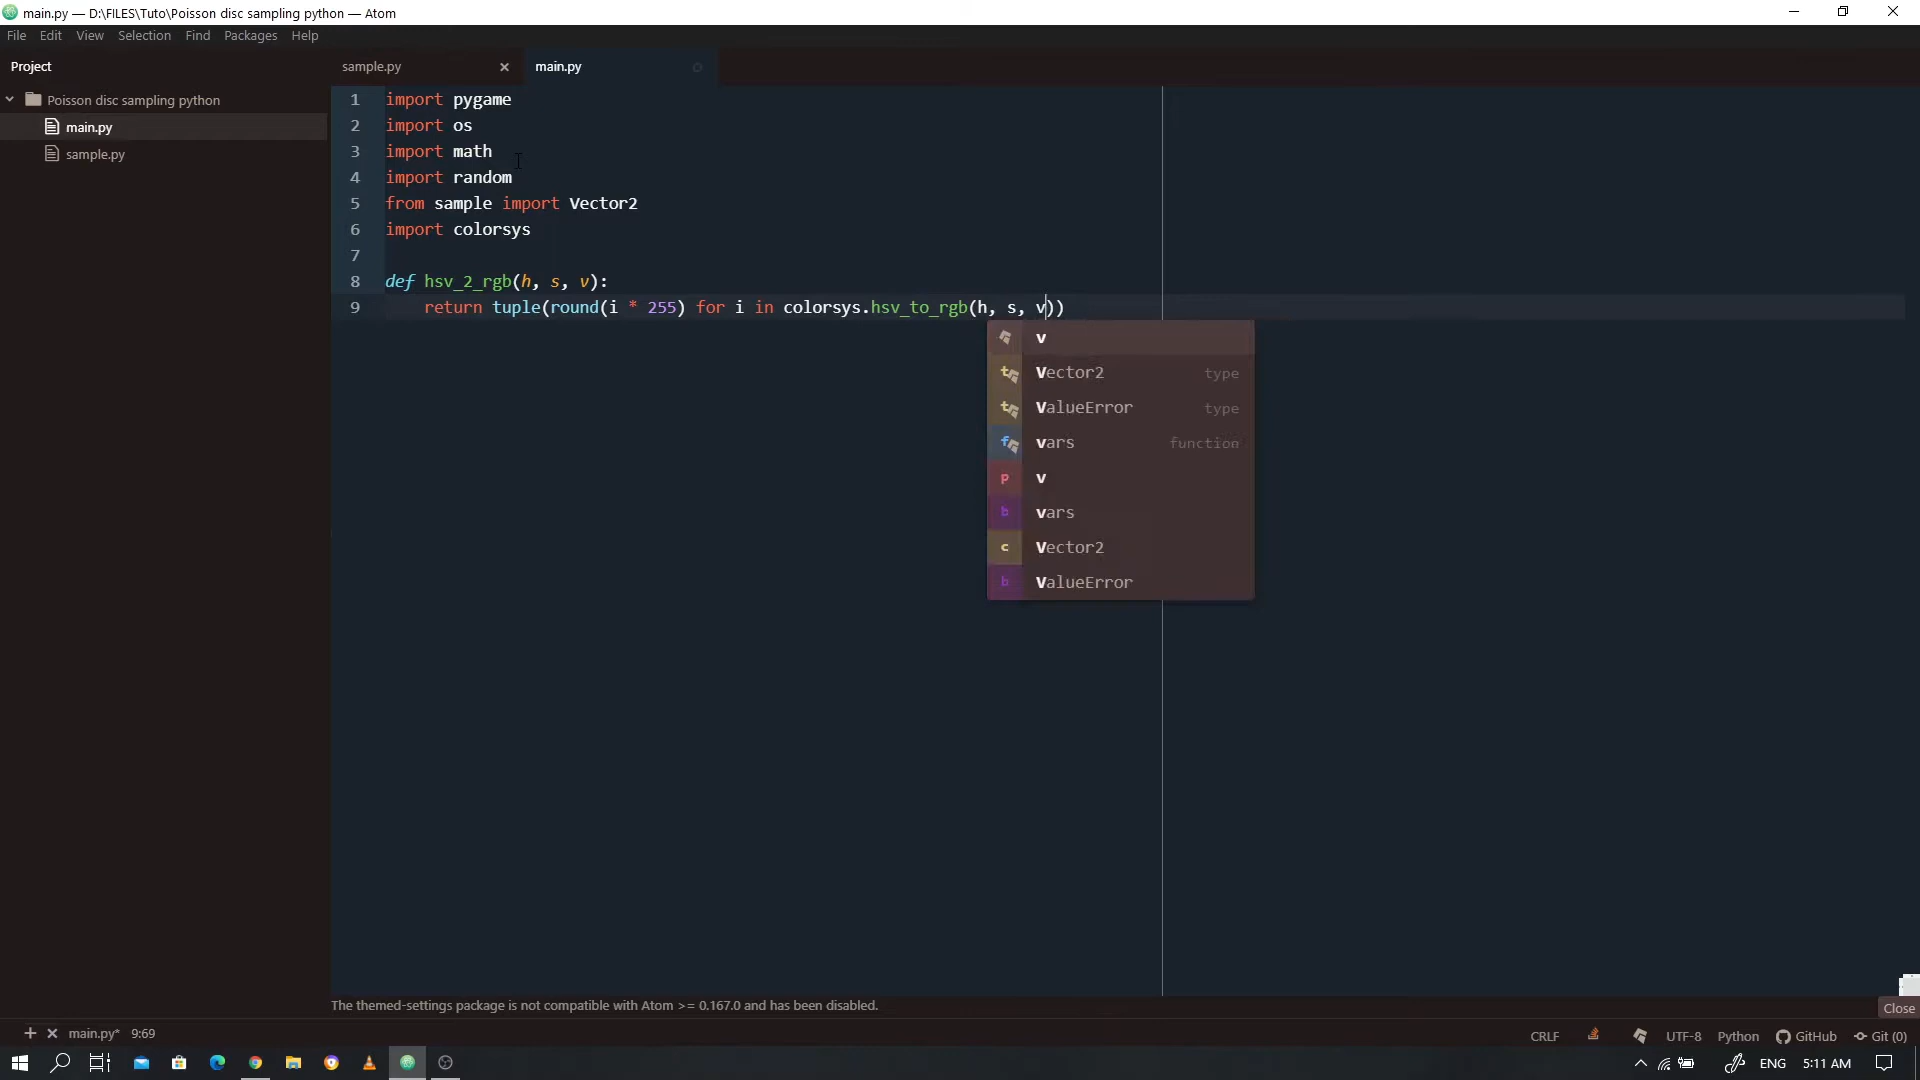 main.py — D:\FILES\Tuto\Poisson disc sampling python — Atom
File Edit View Selection Find Packages Help
Project
sample.py
main.py
Poisson disc sampling python
main.py
sample.py
1 import pygame
2 import os
3 import math
4 import random
5 from sample import Vector2
6 import colorsys
7
8 def hsv_2_rgb(h, s, v):
9 return tuple(round(i * 255) for i in colorsys.hsv_to_rgb(h, s, v))
v
t Vector2 type
t ValueError type
f vars function
p v
b vars
c Vector2
b ValueError
The themed-settings package is not compatible with Atom >= 0.167.0 and has been disabled.
Close
main.py* 9:69
CRLF UTF-8 Python GitHub Git (0)
ENG 5:11 AM